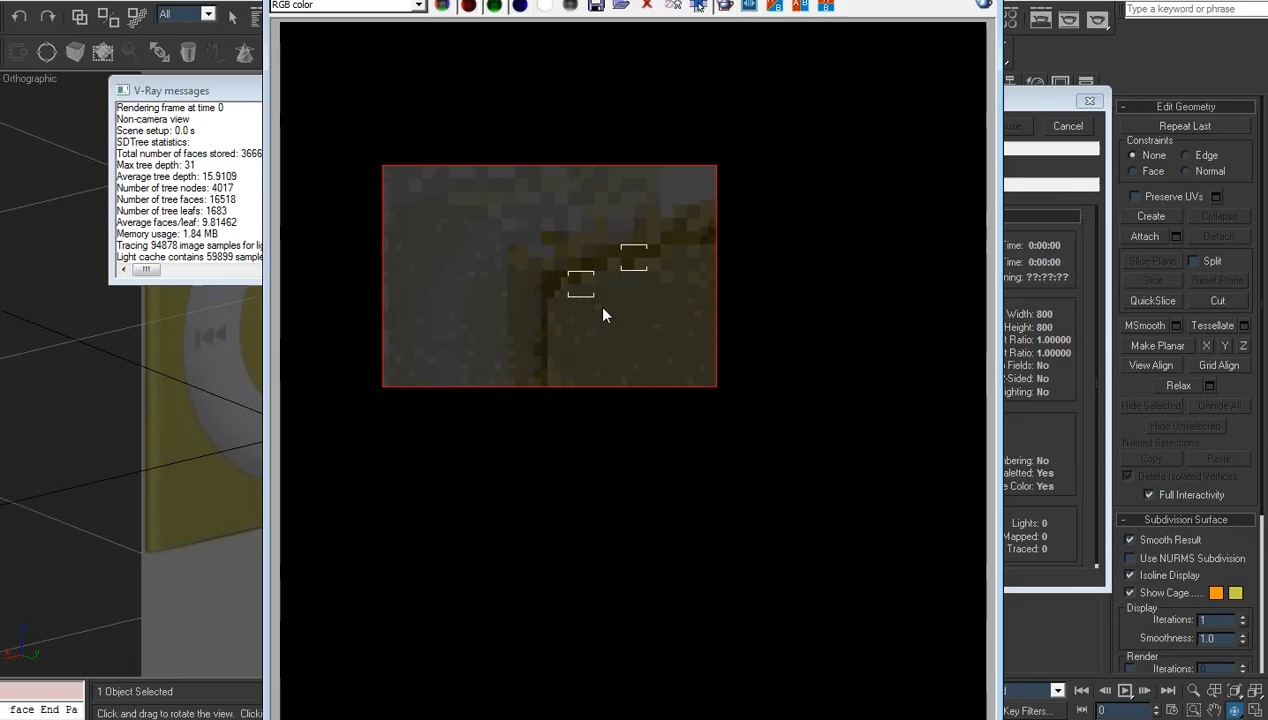 RGB color
All
Type a keyword or phrase
Orthographic
V-Ray messages
Rendering frame at time 0
Non-camera view
Scene setup: 0.0 s
SDTree statistics:
Total number of faces stored: 3666
Max tree depth: 31
Average tree depth: 15.9109
Number of tree nodes: 4017
Number of tree faces: 16518
Number of tree leafs: 1683
Average faces/leaf: 9.81462
Memory usage: 1.84 MB
Tracing 94878 image samples for lig
Light cache contains 59899 sample
Cancel
Time: 0:00:00
Time: 0:00:00
ning: ??:??:??
Width: 800
Height: 800
t Ratio: 1.00000
t Ratio: 1.00000
Fields: No
2-Sided: No
ighting: No
bering: No
aletted: Yes
e Color: Yes
Lights: 0
Mapped: 0
Traced: 0
Edit Geometry
Repeat Last
Constraints
None Edge
Face Normal
Preserve UVs
Create Collapse
Attach Detach
Slice Plane Split
Slice Reset Plane
QuickSlice Cut
MSmooth Tessellate
Make Planar X Y Z
View Align Grid Align
Relax
Hide Selected Unhide All
Hide Unselected
Named Selections:
Copy Paste
Delete Isolated Vertices
Full Interactivity
Subdivision Surface
Smooth Result
Use NURMS Subdivision
Isoline Display
Show Cage......
Display
Iterations: 1
Smoothness: 1.0
Render
Iterations: 0
1 Object Selected
face End Pa
Click and drag to rotate the view. Clicki
Key Filters...
0